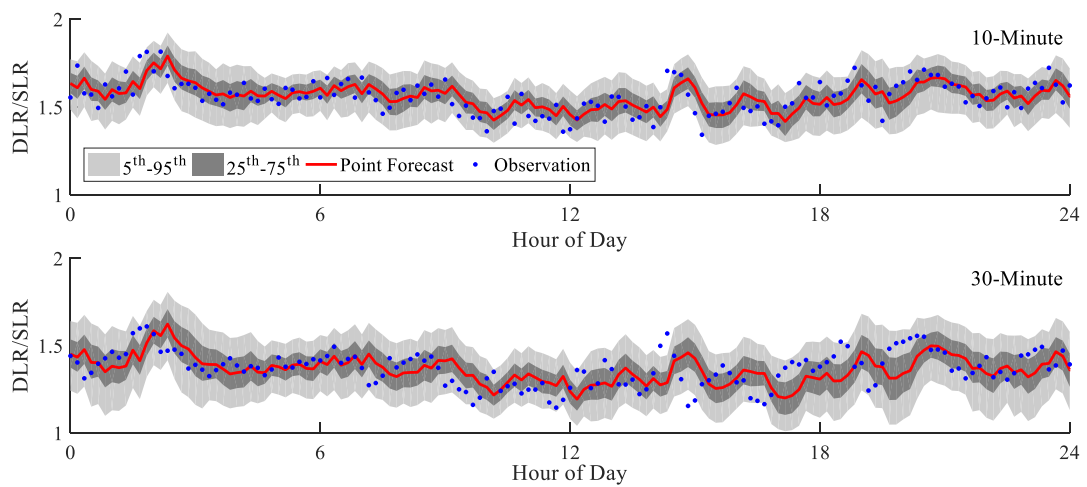 2
10-Minute
DLR/SLR
1.5
5th-95th 25th-75th Point Forecast Observation
1
0 6 12 18 24
Hour of Day
2
30-Minute
DLR/SLR
1.5
1
0 6 12 18 24
Hour of Day